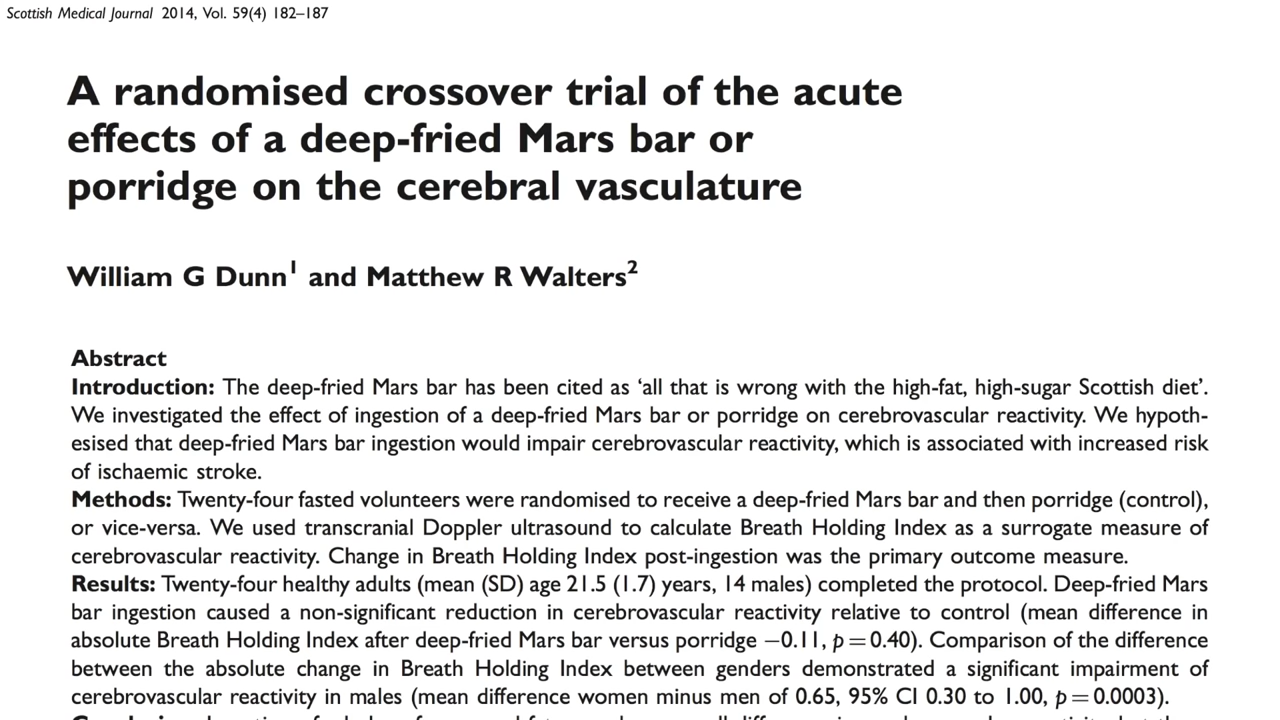 Scottish Medical Journal 2014, Vol. 59(4) 182–187
A randomised crossover trial of the acute
effects of a deep-fried Mars bar or
porridge on the cerebral vasculature
William G Dunn1 and Matthew R Walters2
Abstract
Introduction: The deep-fried Mars bar has been cited as ‘all that is wrong with the high-fat, high-sugar Scottish diet’.
We investigated the effect of ingestion of a deep-fried Mars bar or porridge on cerebrovascular reactivity. We hypoth-
esised that deep-fried Mars bar ingestion would impair cerebrovascular reactivity, which is associated with increased risk
of ischaemic stroke.
Methods: Twenty-four fasted volunteers were randomised to receive a deep-fried Mars bar and then porridge (control),
or vice-versa. We used transcranial Doppler ultrasound to calculate Breath Holding Index as a surrogate measure of
cerebrovascular reactivity. Change in Breath Holding Index post-ingestion was the primary outcome measure.
Results: Twenty-four healthy adults (mean (SD) age 21.5 (1.7) years, 14 males) completed the protocol. Deep-fried Mars
bar ingestion caused a non-significant reduction in cerebrovascular reactivity relative to control (mean difference in
absolute Breath Holding Index after deep-fried Mars bar versus porridge −0.11, p = 0.40). Comparison of the difference
between the absolute change in Breath Holding Index between genders demonstrated a significant impairment of
cerebrovascular reactivity in males (mean difference women minus men of 0.65, 95% CI 0.30 to 1.00, p = 0.0003).